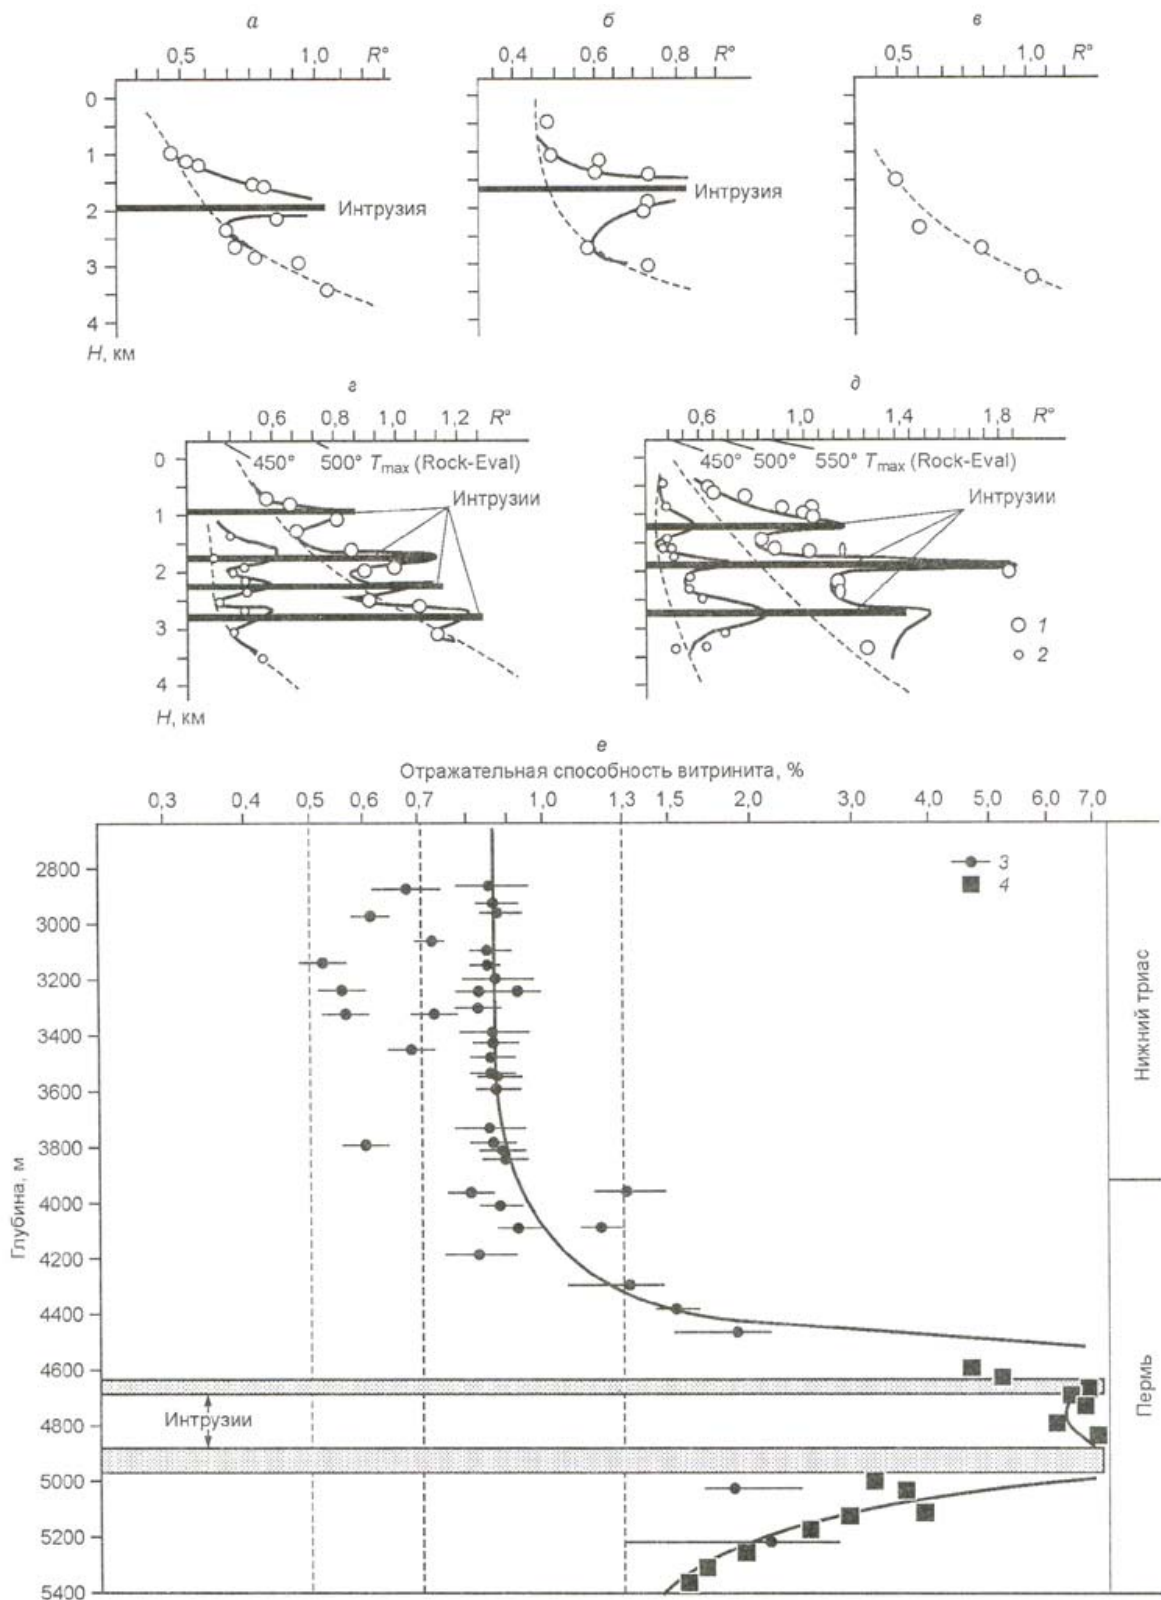 а б в
0,5 1,0 R° 0,4 0,6 0,8 R° 0,5 1,0 R°
0
1
2
3
4
Интрузия
Интрузия
H, км
г д
0,6 0,8 1,0 1,2 R° 0,6 1,0 1,4 1,8 R°
0
1
2
3
4
450° 500° Tmax (Rock-Eval)
450° 500° 550° Tmax (Rock-Eval)
Интрузии
Интрузии
1
2
H, км
е
Отражательная способность витринита, %
0,3 0,4 0,5 0,6 0,7 1,0 1,3 1,5 2,0 3,0 4,0 5,0 6,0 7,0
3
4
2800
3000
3200
3400
3600
3800
4000
4200
4400
4600
4800
5000
5200
5400
Глубина, м
Интрузии
Нижний триас
Пермь